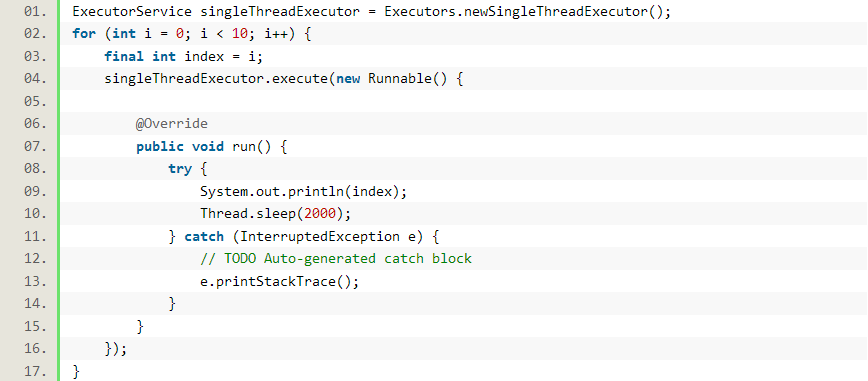 01. ExecutorService singleThreadExecutor = Executors.newSingleThreadExecutor();
02. for (int i = 0; i < 10; i++) {
03.     final int index = i;
04.     singleThreadExecutor.execute(new Runnable() {
05.
06.         @Override
07.         public void run() {
08.             try {
09.                 System.out.println(index);
10.                 Thread.sleep(2000);
11.             } catch (InterruptedException e) {
12.                 // TODO Auto-generated catch block
13.                 e.printStackTrace();
14.             }
15.         }
16.     });
17. }